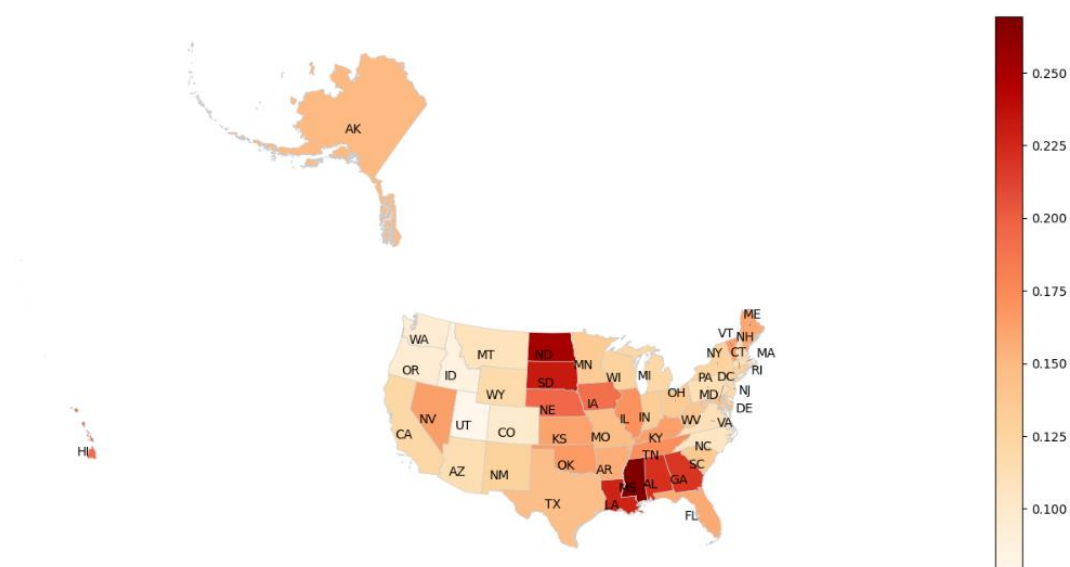 0.250
0.225
0.200
0.175
0.150
0.125
0.100
AK
HI
WA
OR
CA
NV
ID
MT
WY
UT
CO
AZ
NM
ND
SD
NE
KS
OK
TX
MN
IA
MO
AR
LA
WI
IL
MI
IN
OH
KY
TN
MS
AL
GA
FL
SC
NC
VA
WV
PA
NY
VT
NH
ME
MA
CT
RI
NJ
DE
MD
DC